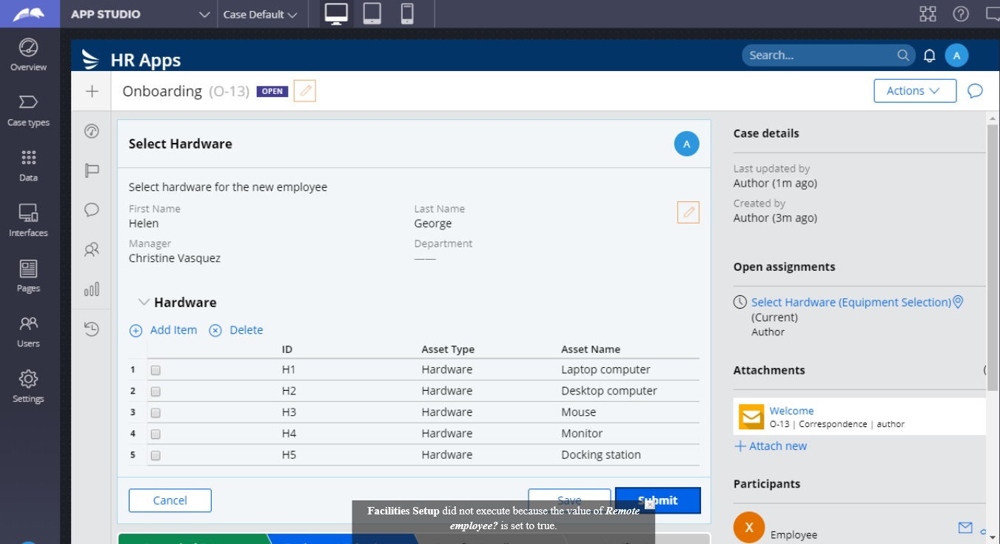 APP STUDIO
Case Default
Overview
Case types
Data
Interfaces
Pages
Users
Settings
HR Apps
Search...
A
Onboarding (O-13) OPEN
Actions
Select Hardware
A
Select hardware for the new employee
First Name
Helen
Last Name
George
Manager
Christine Vasquez
Department
——
Hardware
Add Item Delete
ID Asset Type Asset Name
1 H1 Hardware Laptop computer
2 H2 Hardware Desktop computer
3 H3 Hardware Mouse
4 H4 Hardware Monitor
5 H5 Hardware Docking station
Cancel
Save
Submit
Facilities Setup did not execute because the value of Remote
employee? is set to true.
Case details
Last updated by
Author (1m ago)
Created by
Author (3m ago)
Open assignments
Select Hardware (Equipment Selection)
(Current)
Author
Attachments
Welcome
O-13 | Correspondence | author
Attach new
Participants
X
Employee